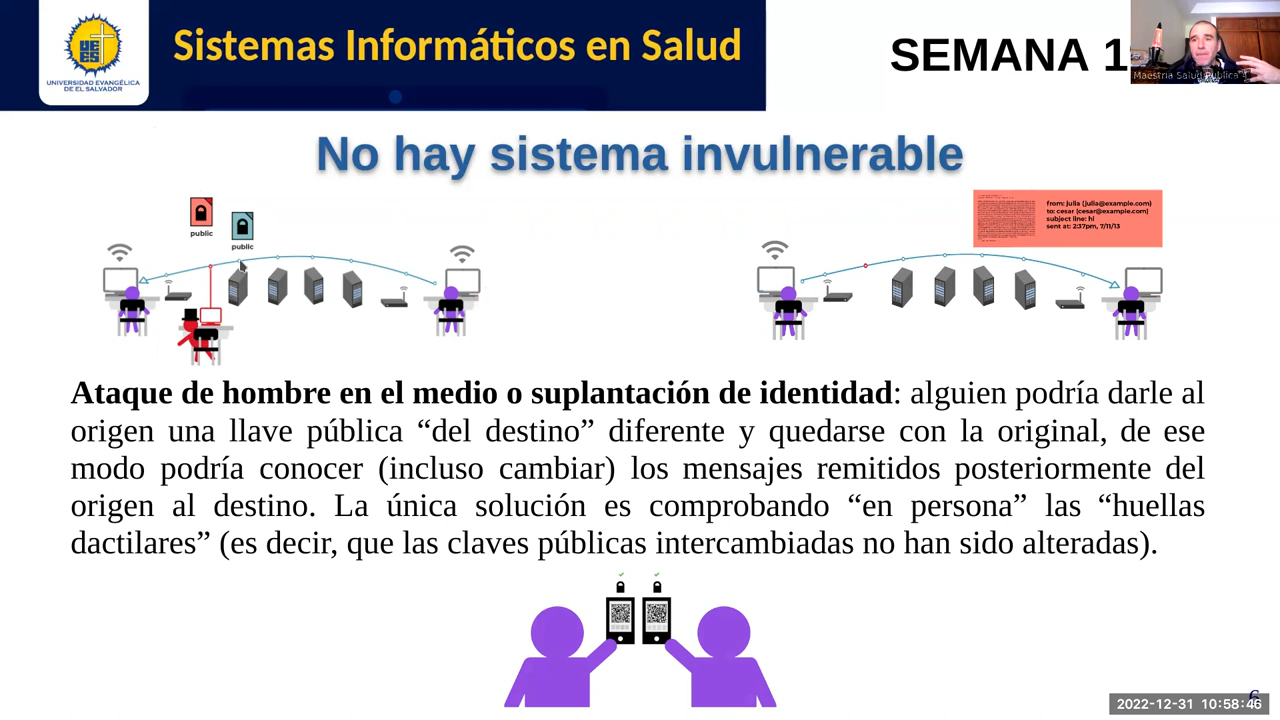 UNIVERSIDAD EVANGÉLICA
DE EL SALVADOR
Sistemas Informáticos en Salud
SEMANA 1
Maestría Salud Pública
No hay sistema invulnerable
public
public
from: julia (julia@example.com)
to: cesar (cesar@example.com)
subject line: hi
sent at: 2:37pm, 7/11/13
Ataque de hombre en el medio o suplantación de identidad: alguien podría darle al
origen una llave pública “del destino” diferente y quedarse con la original, de ese
modo podría conocer (incluso cambiar) los mensajes remitidos posteriormente del
origen al destino. La única solución es comprobando “en persona” las “huellas
dactilares” (es decir, que las claves públicas intercambiadas no han sido alteradas).
6
2022-12-31 10:58:46